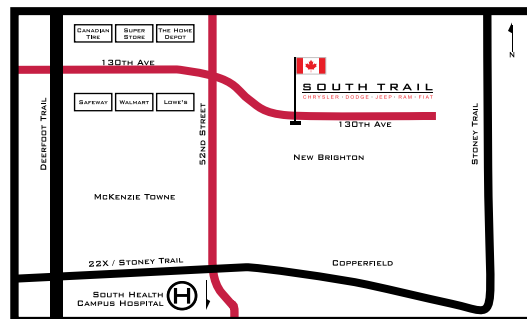 CANADIAN
TIRE
SUPER
STORE
THE HOME
DEPOT
130TH AVE
SAFEWAY
WALMART
LOWE'S
DEERFOOT TRAIL
52ND STREET
SOUTH TRAIL
CHRYSLER • DODGE • JEEP • RAM • FIAT
130TH AVE
STONEY TRAIL
N
NEW BRIGHTON
MCKENZIE TOWNE
22X / STONEY TRAIL
COPPERFIELD
SOUTH HEALTH
CAMPUS HOSPITAL
H